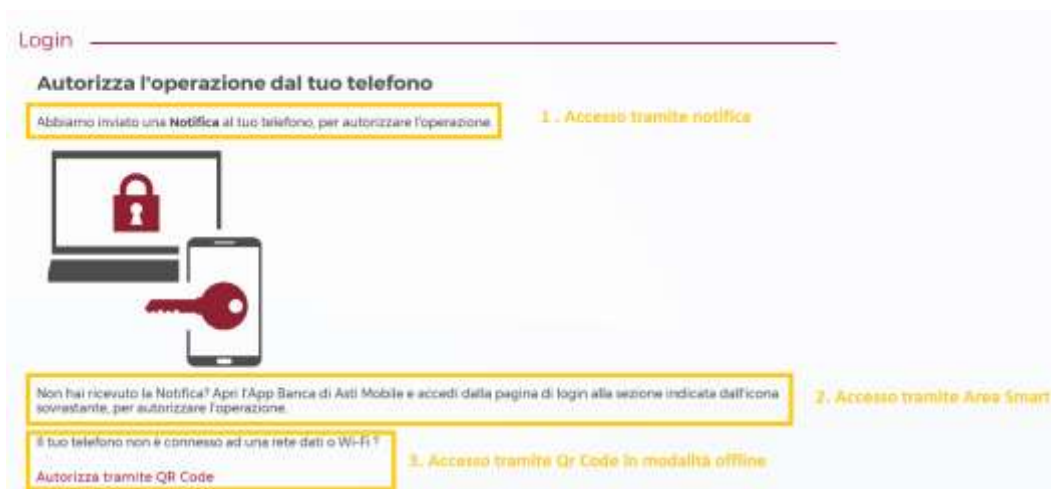 Login
Autorizza l'operazione dal tuo telefono
Abbiamo inviato una Notifica al tuo telefono, per autorizzare l'operazione
1 . Accesso tramite notifica
Non hai ricevuto la Notifica? Apri l'App Banca di Asti Mobile e accedi dalla pagina di login alla sezione indicata dall'icona
sovrastante, per autorizzare l'operazione.
2. Accesso tramite Area Smart
Il tuo telefono non è connesso ad una rete dati o Wi-Fi ?
Autorizza tramite QR Code
3. Accesso tramite Qr Code in modalità offline